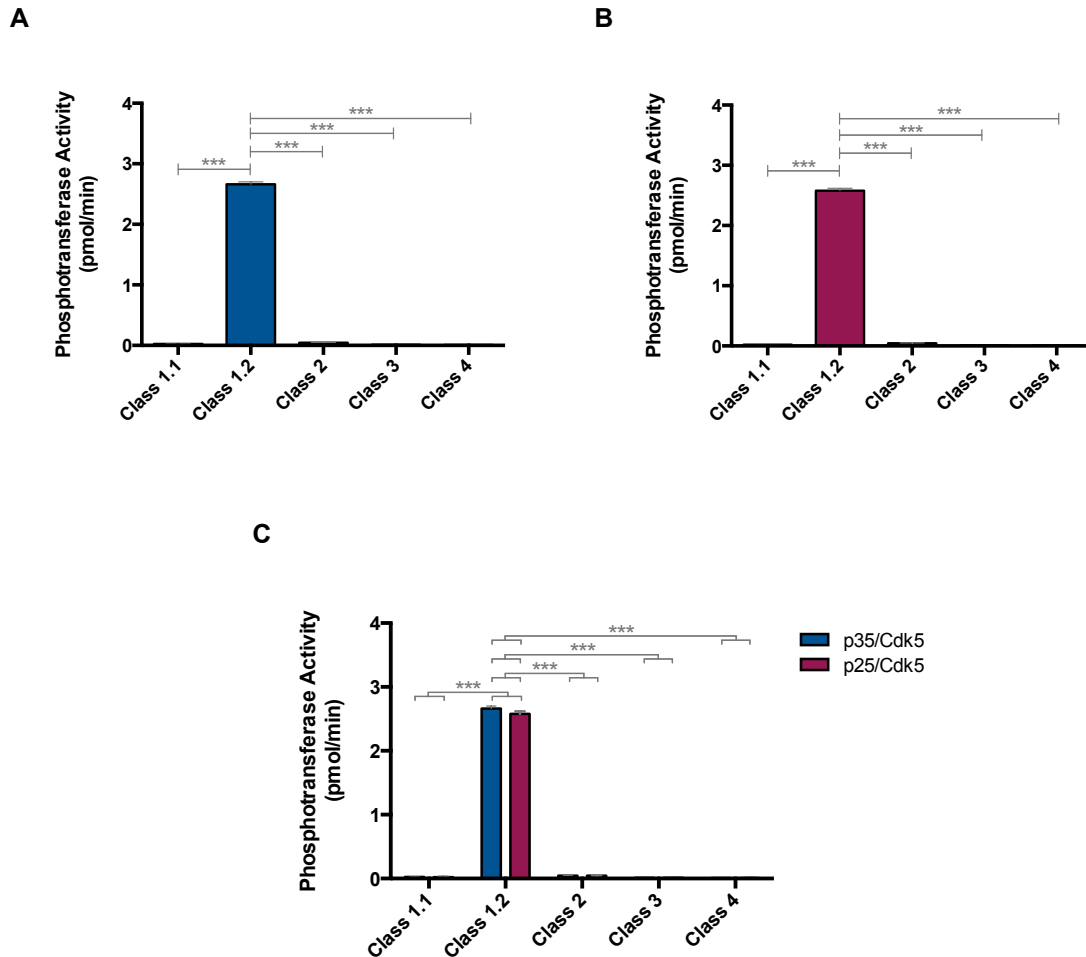 A
Phosphotransferase Activity
(pmol/min)
4
3
2
1
0
***
***
***
***
Class 1.1
Class 1.2
Class 2
Class 3
Class 4
B
Phosphotransferase Activity
(pmol/min)
4
3
2
1
0
***
***
***
***
Class 1.1
Class 1.2
Class 2
Class 3
Class 4
C
Phosphotransferase Activity
(pmol/min)
4
3
2
1
0
***
***
***
***
Class 1.1
Class 1.2
Class 2
Class 3
Class 4
p35/Cdk5
p25/Cdk5